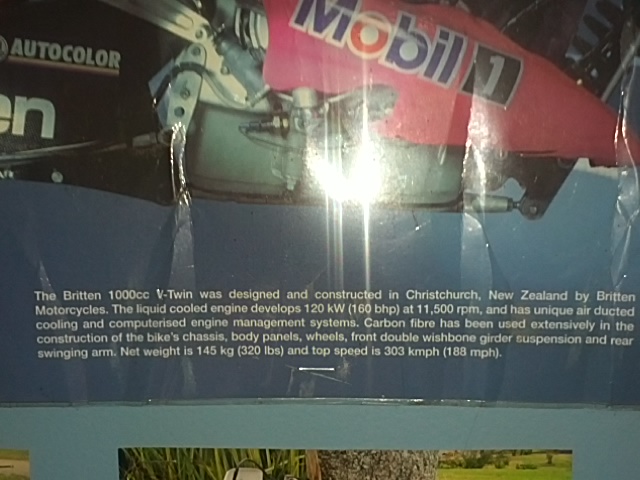 Mobil 1
AUTOCOLOR
en
The Britten 1000cc V-Twin was designed and constructed in Christchurch, New Zealand by Britten
Motorcycles. The liquid cooled engine develops 120 kW (160 bhp) at 11,500 rpm, and has unique air ducted
cooling and computerised engine management systems. Carbon fibre has been used extensively in the
construction of the bike's chassis, body panels, wheels, front double wishbone girder suspension and rear
swinging arm. Net weight is 145 kg (320 lbs) and top speed is 303 kmph (188 mph).